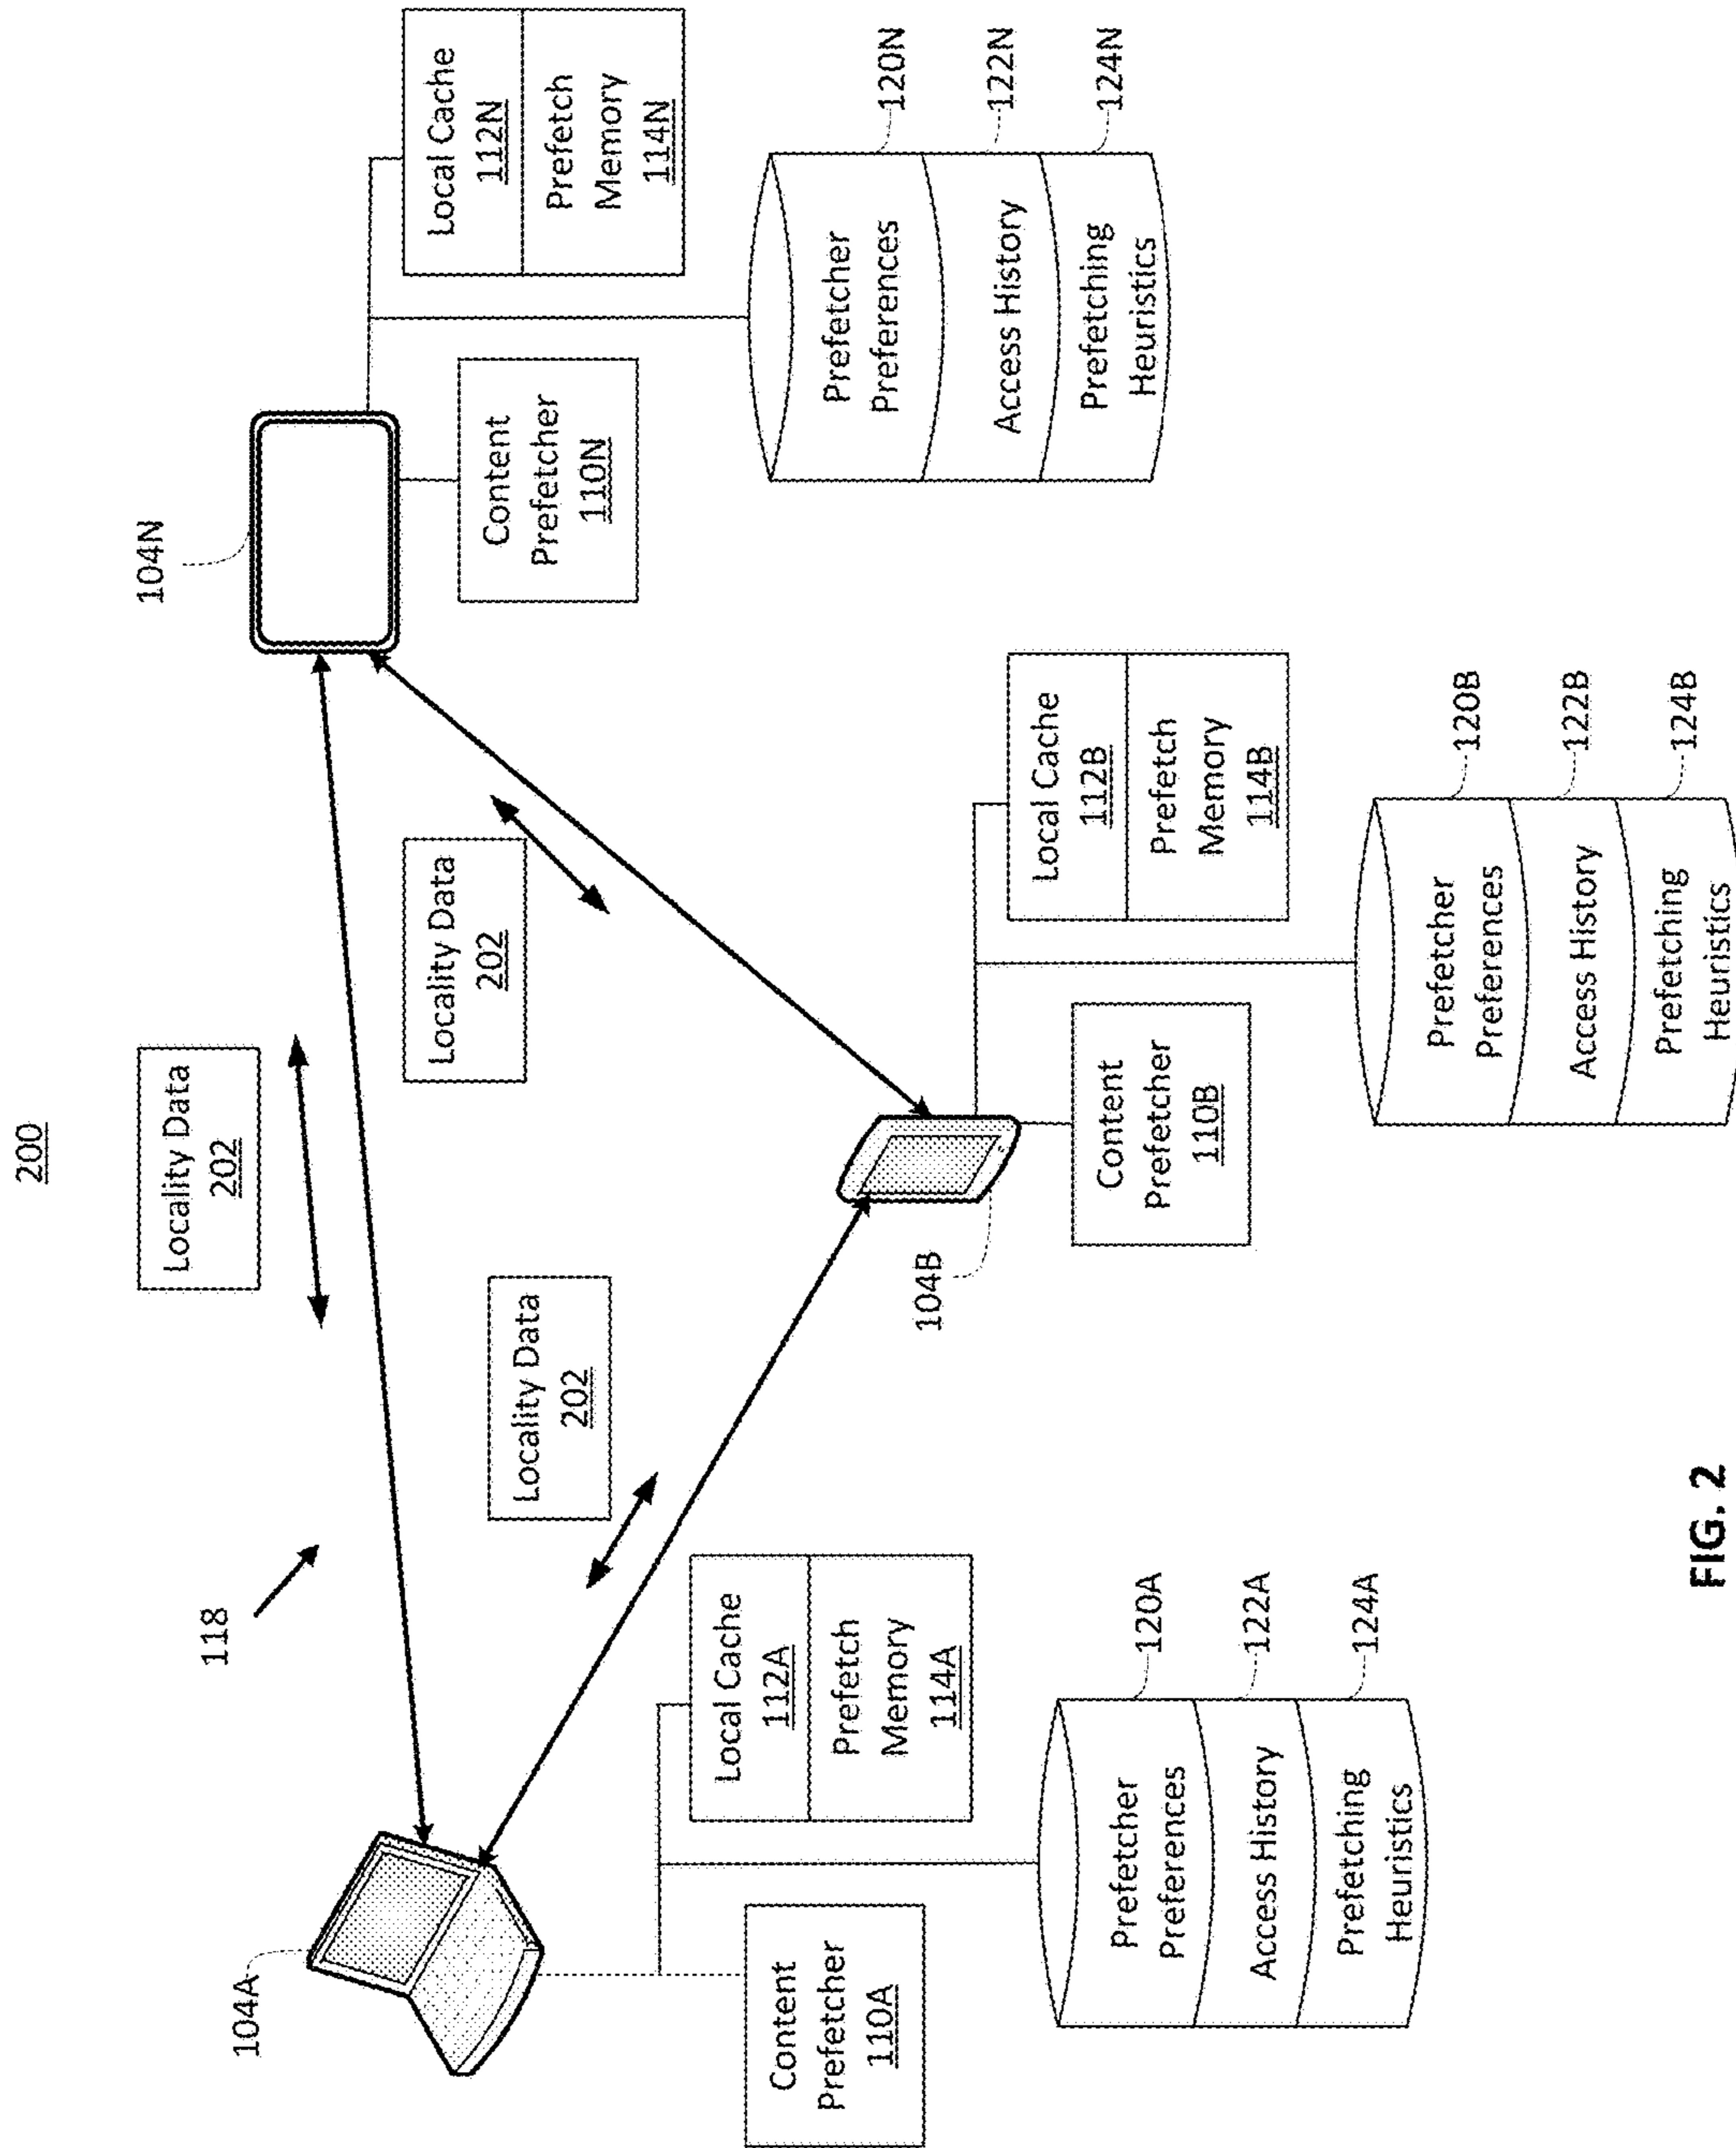 200
104N
Local Cache
112N
Prefetch
Memory
114N
Content
Prefetcher
110N
Prefetcher
Preferences
Access History
Prefetching
Heuristics
120N
122N
124N
Locality Data
202
Locality Data
202
Locality Data
202
118
104B
Local Cache
112B
Prefetch
Memory
114B
Content
Prefetcher
110B
Prefetcher
Preferences
Access History
Prefetching
Heuristics
120B
122B
124B
104A
Local Cache
112A
Prefetch
Memory
114A
Content
Prefetcher
110A
Prefetcher
Preferences
Access History
Prefetching
Heuristics
120A
122A
124A
FIG. 2